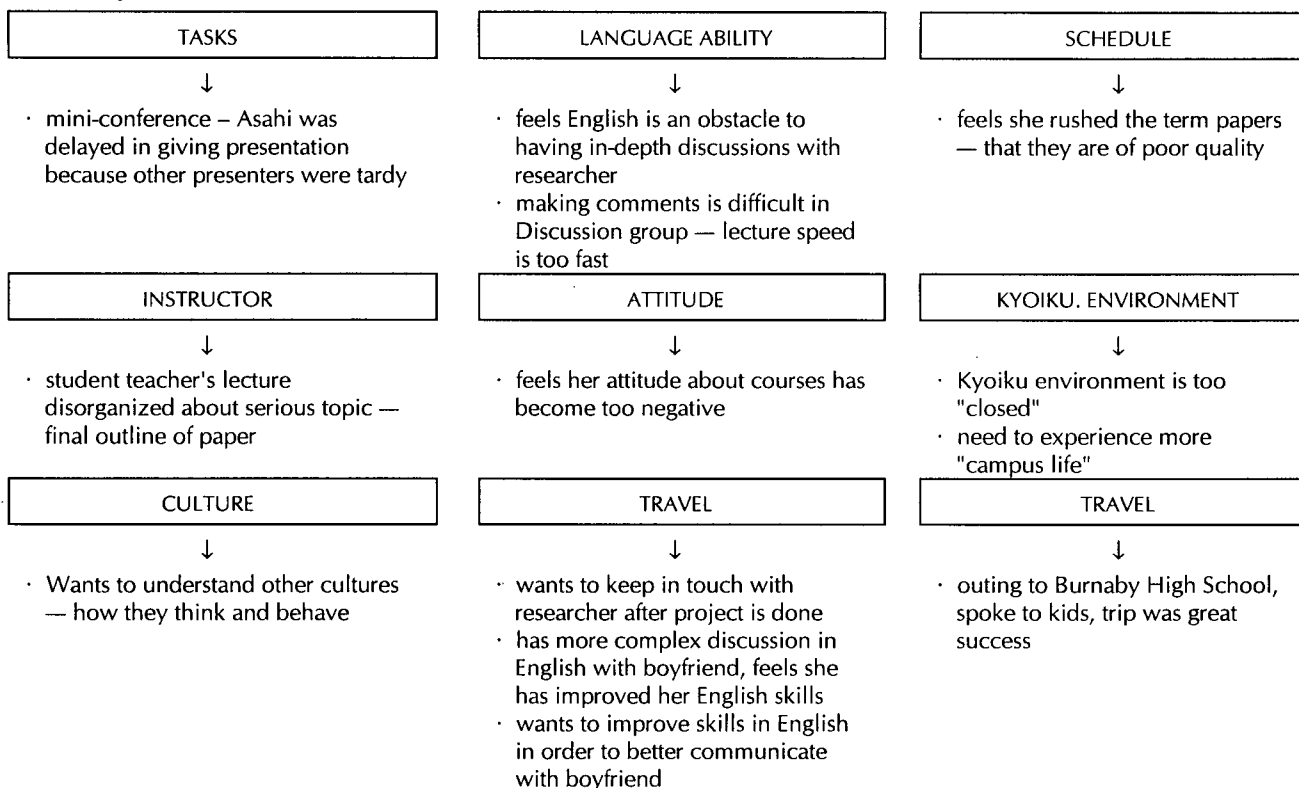 TASKS
↓
· mini-conference – Asahi was
delayed in giving presentation
because other presenters were tardy
LANGUAGE ABILITY
↓
· feels English is an obstacle to
having in-depth discussions with
researcher
· making comments is difficult in
Discussion group — lecture speed
is too fast
SCHEDULE
↓
· feels she rushed the term papers
— that they are of poor quality
INSTRUCTOR
↓
· student teacher's lecture
disorganized about serious topic —
final outline of paper
ATTITUDE
↓
· feels her attitude about courses has
become too negative
KYOIKU. ENVIRONMENT
↓
· Kyoiku environment is too
"closed"
· need to experience more
"campus life"
CULTURE
↓
· Wants to understand other cultures
— how they think and behave
TRAVEL
↓
· wants to keep in touch with
researcher after project is done
· has more complex discussion in
English with boyfriend, feels she
has improved her English skills
· wants to improve skills in English
in order to better communicate
with boyfriend
TRAVEL
↓
· outing to Burnaby High School,
spoke to kids, trip was great
success